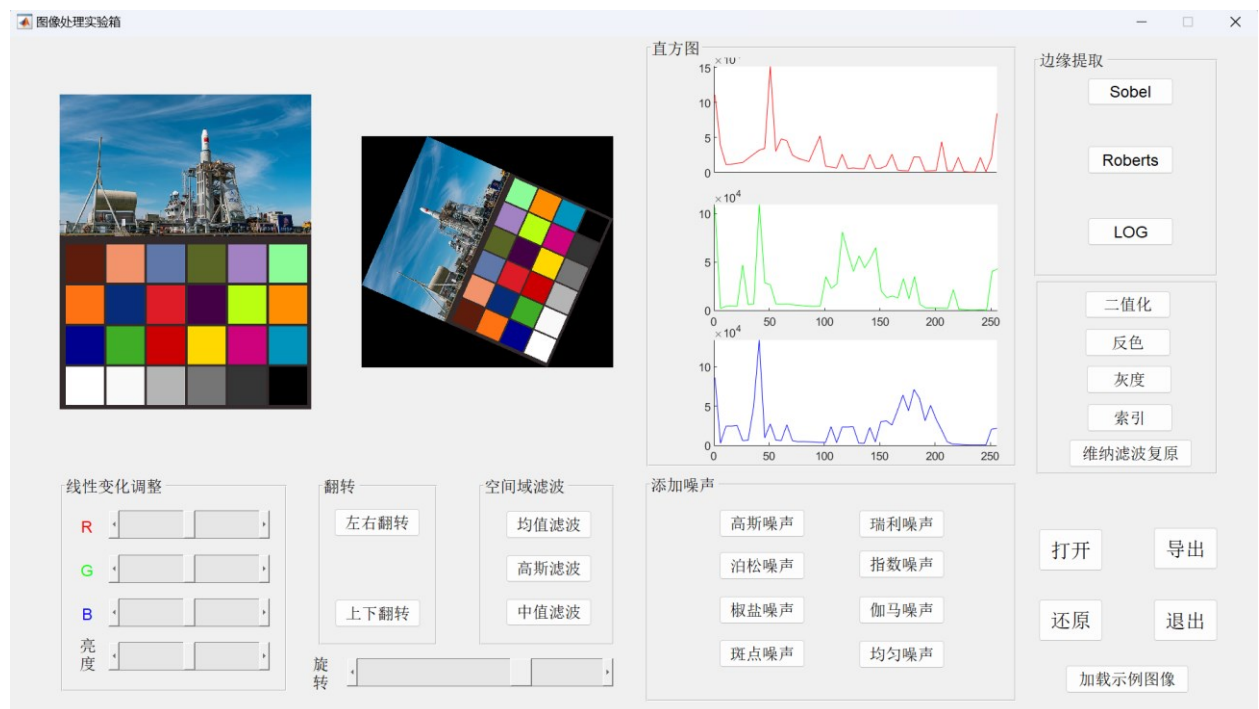 图像处理实验箱
直方图
×10
15
10
5
0
×10⁴
10
5
0
0 50 100 150 200 250
×10⁴
10
5
0
0 50 100 150 200 250
边缘提取
Sobel
Roberts
LOG
二值化
反色
灰度
索引
维纳滤波复原
线性变化调整
R
G
B
亮度
翻转
左右翻转
上下翻转
空间域滤波
均值滤波
高斯滤波
中值滤波
旋转
添加噪声
高斯噪声 瑞利噪声
泊松噪声 指数噪声
椒盐噪声 伽马噪声
斑点噪声 均匀噪声
打开 导出
还原 退出
加载示例图像